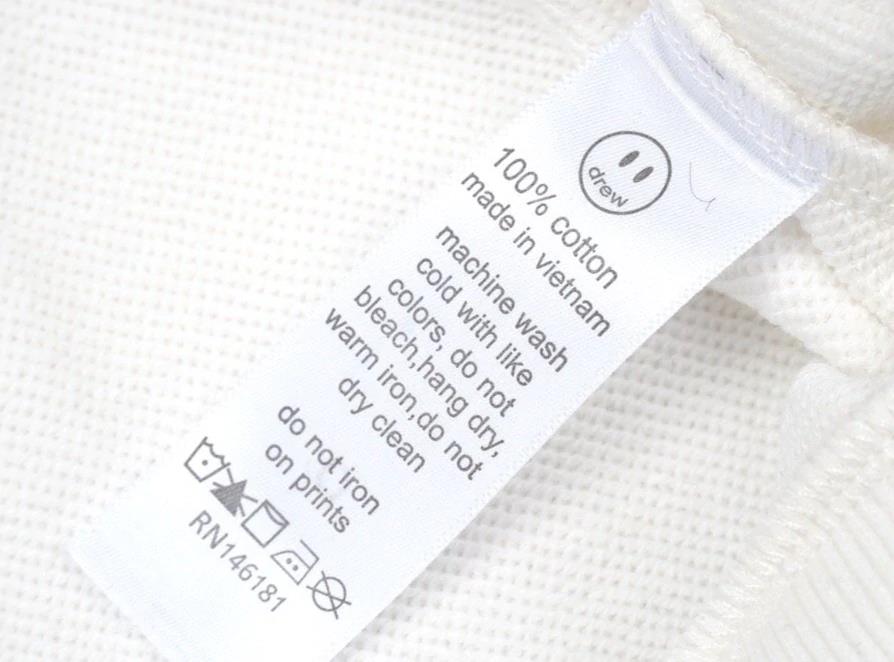 drew
100% cotton
made in vietnam
machine wash
cold with like
colors, do not
bleach,hang dry,
warm iron,do not
dry clean
do not iron
on prints
RN146181